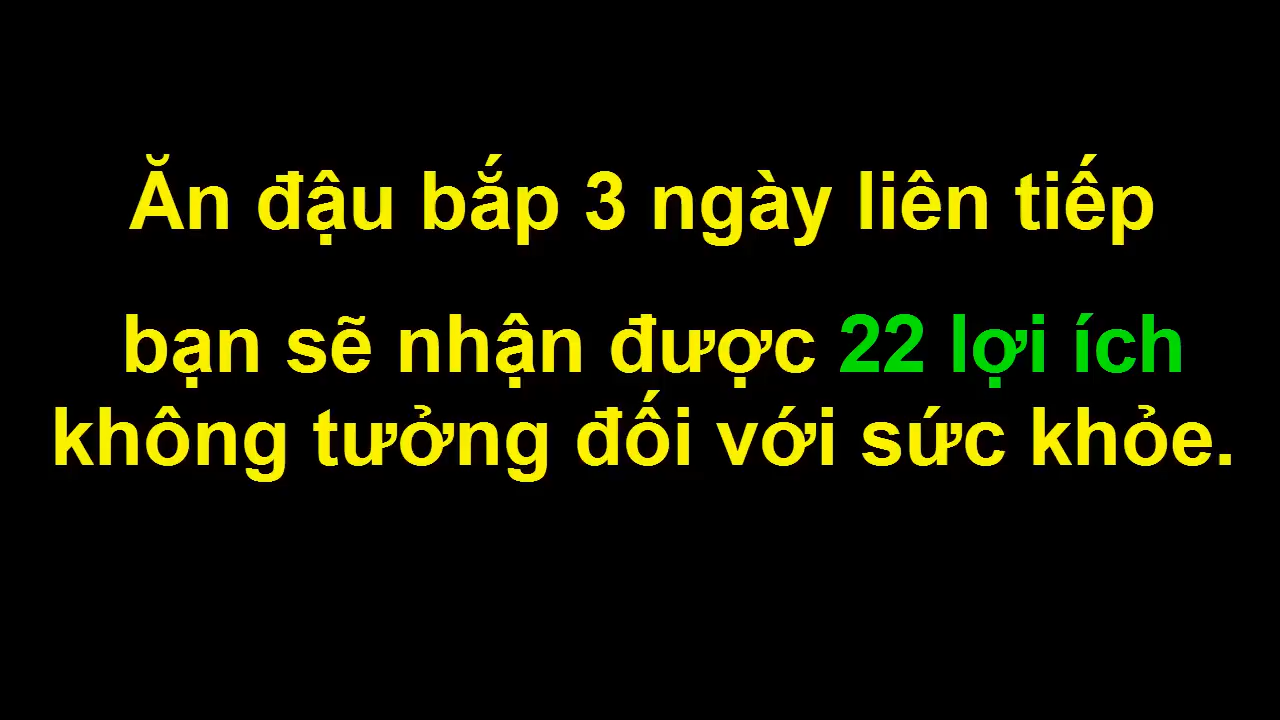 Ăn đậu bắp 3 ngày liên tiếp
bạn sẽ nhận được 22 lợi ích
không tưởng đối với sức khỏe.